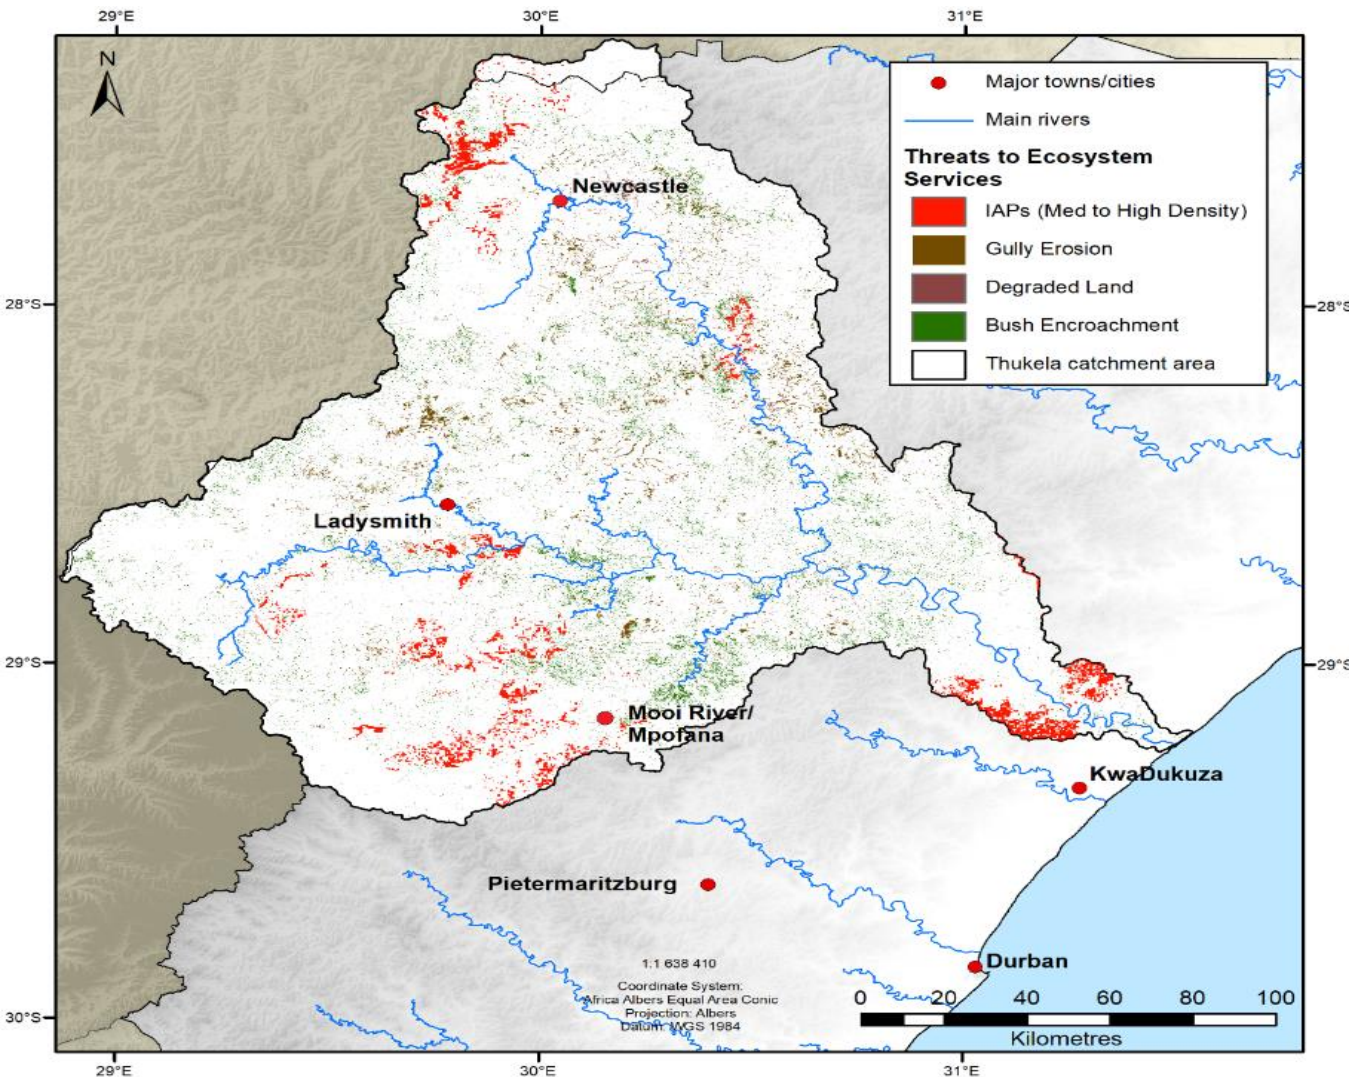 29°E
30°E
31°E
N
Major towns/cities
Main rivers
Threats to Ecosystem
Services
IAPs (Med to High Density)
Gully Erosion
Degraded Land
Bush Encroachment
Thukela catchment area
Newcastle
28°S
28°S
Ladysmith
29°S
29°S
Mooi River/
Mpofana
KwaDukuza
Pietermaritzburg
Durban
1:1 638 410
Coordinate System:
Africa Albers Equal Area Conic
Projection: Albers
Datum: WGS 1984
0 20 40 60 80 100
Kilometres
30°S
30°S
29°E
30°E
31°E